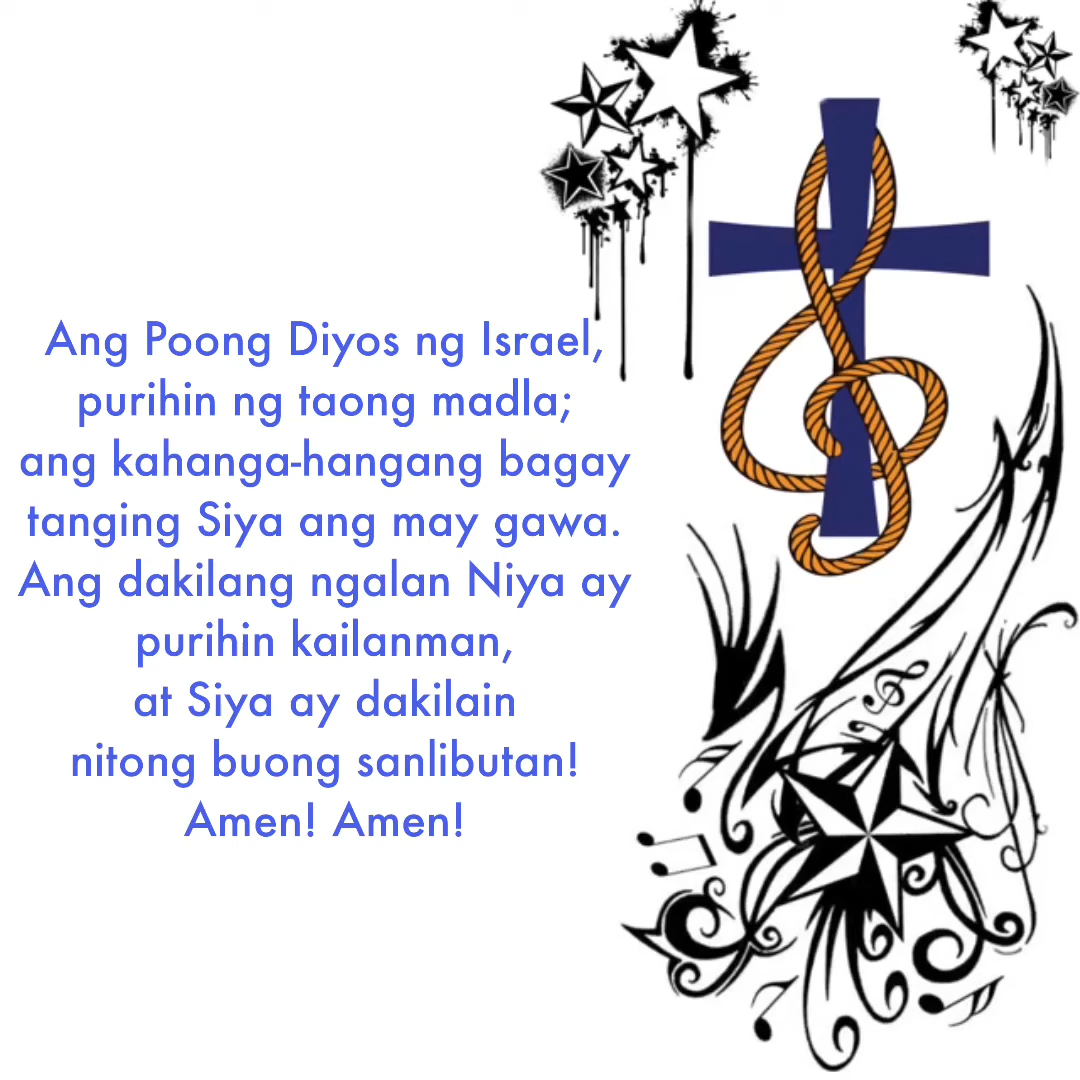 Ang Poong Diyos ng Israel,
purihin ng taong madla;
ang kahanga-hangang bagay
tanging Siya ang may gawa.
Ang dakilang ngalan Niya ay
purihin kailanman,
at Siya ay dakilain
nitong buong sanlibutan!
Amen! Amen!